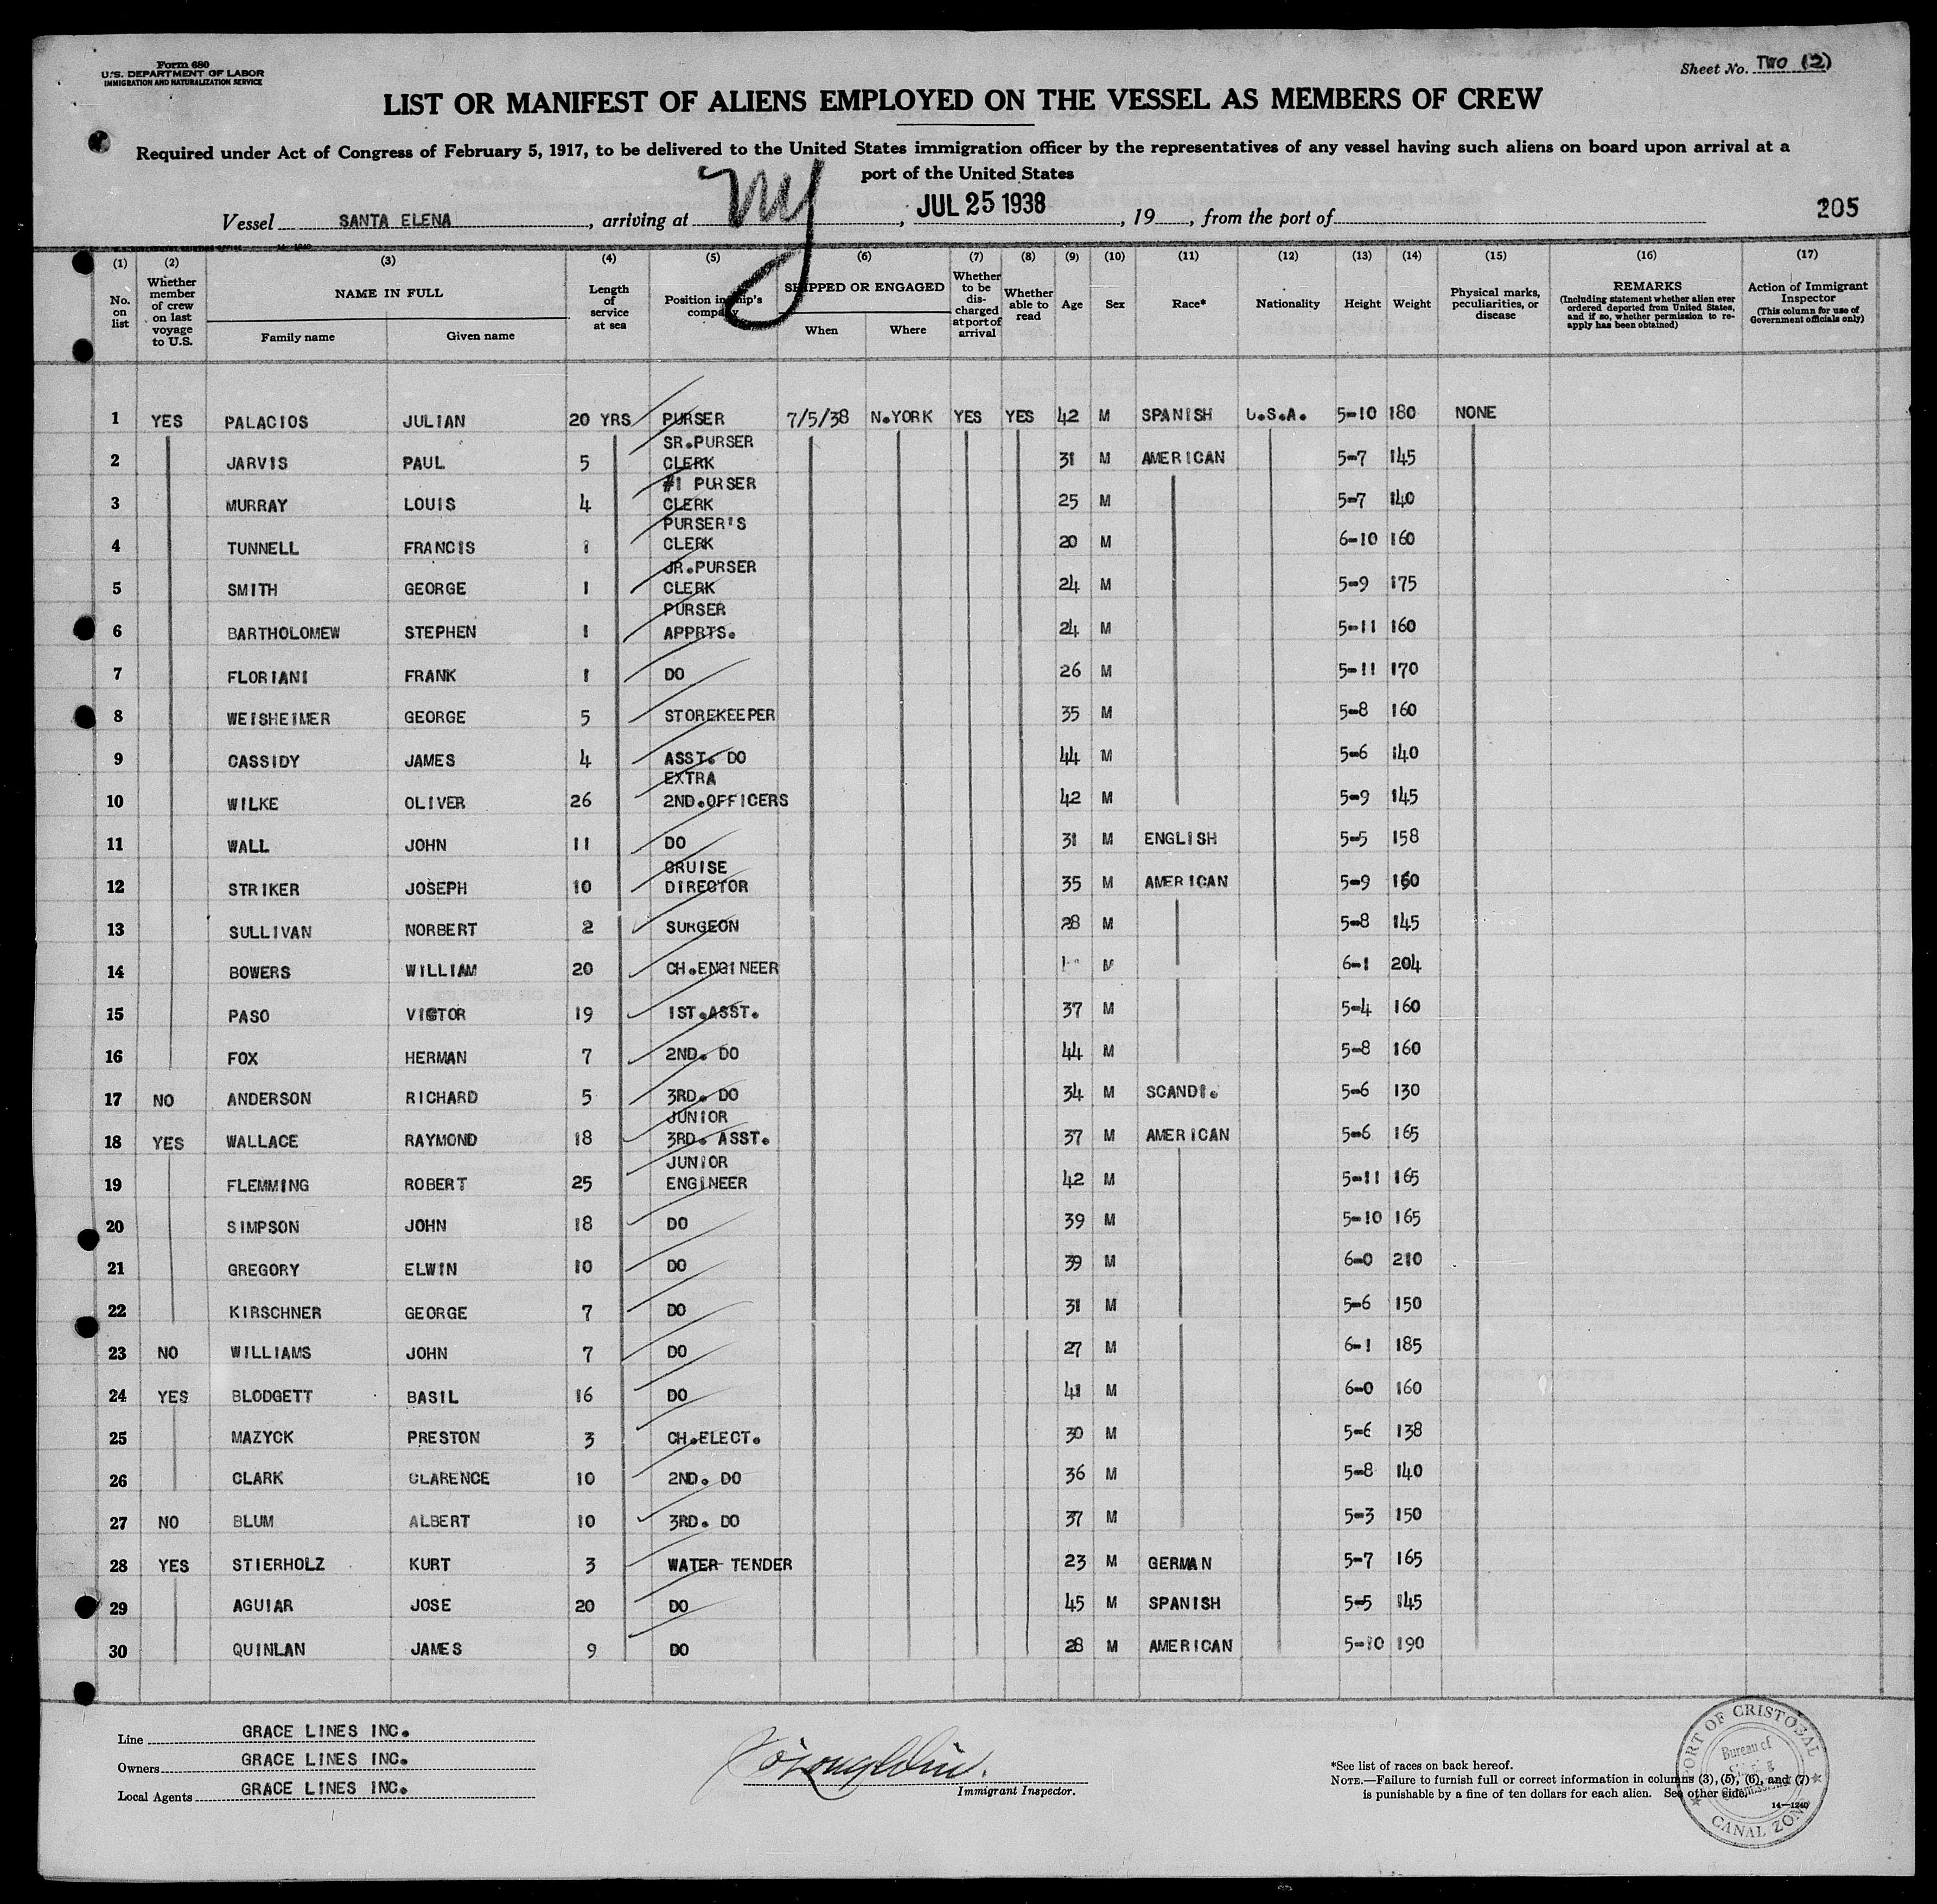 Form 680
U.S. DEPARTMENT OF LABOR
IMMIGRATION AND NATURALIZATION SERVICE
Sheet No. TWO (2)
LIST OR MANIFEST OF ALIENS EMPLOYED ON THE VESSEL AS MEMBERS OF CREW
Required under Act of Congress of February 5, 1917, to be delivered to the United States immigration officer by the representatives of any vessel having such aliens on board upon arrival at a
port of the United States
Vessel SANTA ELENA, arriving at NY, JUL 25 1938, 19, from the port of 205
(1) (2) (3) (4) (5) (6) (7) (8) (9) (10) (11) (12) (13) (14) (15) (16) (17)
No. on list
Whether member of crew on last voyage to U.S.
NAME IN FULL
Family name
Given name
Length of service at sea
Position in ship's company
SHIPPED OR ENGAGED
When
Where
Whether to be discharged at port of arrival
Whether able to read
Age
Sex
Race*
Nationality
Height
Weight
Physical marks, peculiarities, or disease
REMARKS
(Including statement whether alien ever ordered deported from United States, and if so, whether permission to reapply has been obtained)
Action of Immigrant Inspector
(This column for use of Government officials only)
1 YES PALACIOS JULIAN 20 YRS PURSER 7/5/38 N.YORK YES YES 42 M SPANISH U.S.A. 5-10 180 NONE
2 JARVIS PAUL 5 SR.PURSER CLERK 31 M AMERICAN 5-7 145
3 MURRAY LOUIS 4 #1 PURSER CLERK 25 M 5-7 140
4 TUNNELL FRANCIS 1 PURSER'S CLERK 20 M 6-10 160
5 SMITH GEORGE 1 JR.PURSER CLERK 24 M 5-9 175
6 BARTHOLOMEW STEPHEN 1 PURSER APPRTS. 24 M 5-11 160
7 FLORIANI FRANK 1 DO 26 M 5-11 170
8 WEISHEIMER GEORGE 5 STOREKEEPER 35 M 5-8 160
9 CASSIDY JAMES 4 ASST. DO 44 M 5-6 140
10 WILKE OLIVER 26 EXTRA 2ND.OFFICERS 42 M 5-9 145
11 WALL JOHN 11 DO 31 M ENGLISH 5-5 158
12 STRIKER JOSEPH 10 CRUISE DIRECTOR 35 M AMERICAN 5-9 160
13 SULLIVAN NORBERT 2 SURGEON 28 M 5-8 145
14 BOWERS WILLIAM 20 CH.ENGINEER M 6-1 204
15 PASO VICTOR 19 1ST.ASST. 37 M 5-4 160
16 FOX HERMAN 7 2ND. DO 44 M 5-8 160
17 NO ANDERSON RICHARD 5 3RD. DO 34 M SCANDI. 5-6 130
18 YES WALLACE RAYMOND 18 JUNIOR 3RD. ASST. 37 M AMERICAN 5-6 165
19 FLEMMING ROBERT 25 JUNIOR ENGINEER 42 M 5-11 165
20 SIMPSON JOHN 18 DO 39 M 5-10 165
21 GREGORY ELWIN 10 DO 39 M 6-0 210
22 KIRSCHNER GEORGE 7 DO 31 M 5-6 150
23 NO WILLIAMS JOHN 7 DO 27 M 6-1 185
24 YES BLODGETT BASIL 16 DO 41 M 6-0 160
25 MAZYCK PRESTON 3 CH.ELECT. 30 M 5-6 138
26 CLARK CLARENCE 10 2ND. DO 36 M 5-8 140
27 NO BLUM ALBERT 10 3RD. DO 37 M 5-3 150
28 YES STIERHOLZ KURT 3 WATER TENDER 23 M GERMAN 5-7 165
29 AGUIAR JOSE 20 DO 45 M SPANISH 5-5 145
30 QUINLAN JAMES 9 DO 28 M AMERICAN 5-10 190
Line GRACE LINES INC.
Owners GRACE LINES INC.
Local Agents GRACE LINES INC.
Immigrant Inspector.
*See list of races on back hereof.
NOTE.—Failure to furnish full or correct information in columns (3), (5), (6), and (7)
is punishable by a fine of ten dollars for each alien. See other side.
14—1240
PORT OF CRISTOBAL
Bureau of
CANAL ZONE